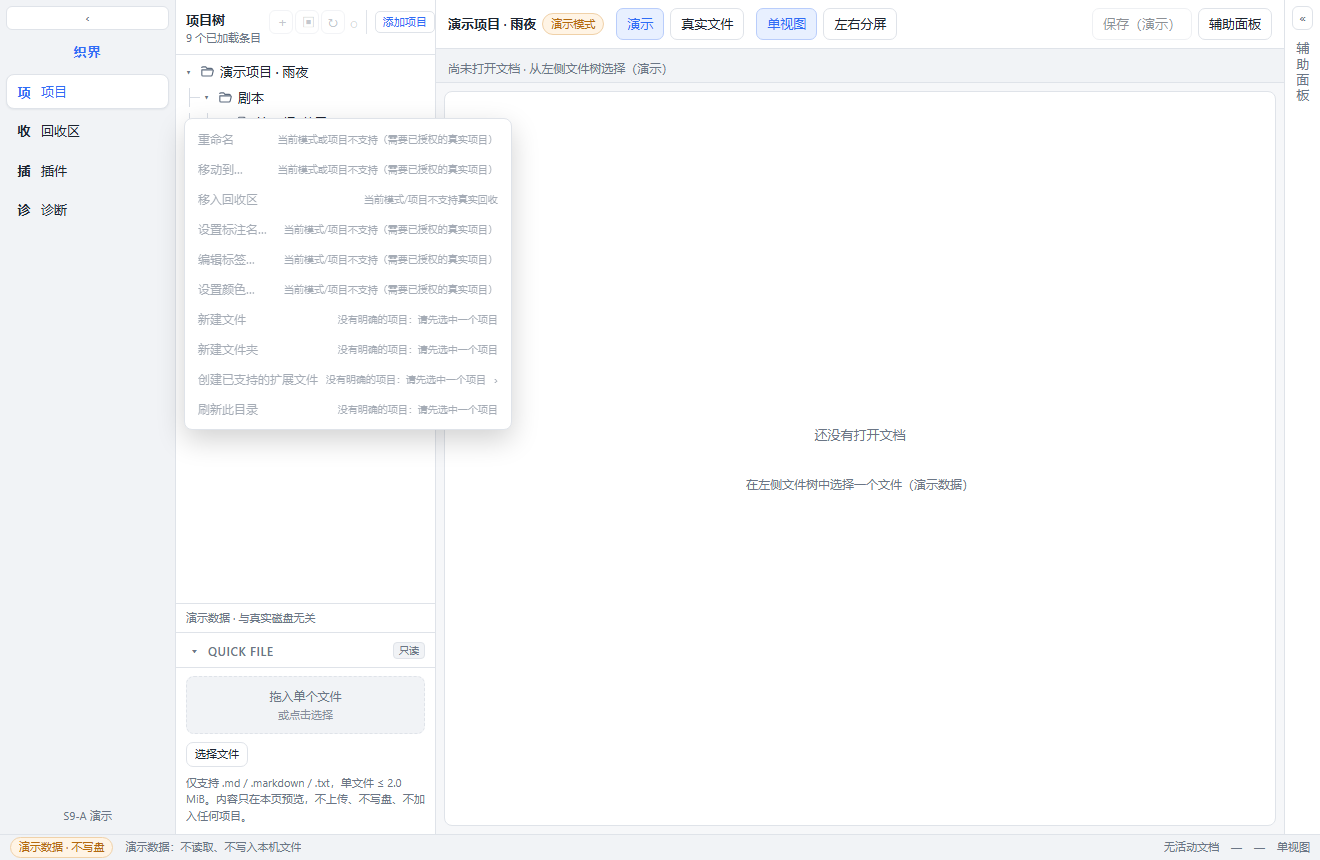 ‹
织界
项 项目
收 回收区
插 插件
诊 诊断
S9-A 演示
项目树
9 个已加载条目
+ ↻ ○ 添加项目
演示项目 · 雨夜
剧本
重命名 当前模式或项目不支持（需要已授权的真实项目）
移动到... 当前模式或项目不支持（需要已授权的真实项目）
移入回收区 当前模式/项目不支持真实回收
设置标注名... 当前模式/项目不支持（需要已授权的真实项目）
编辑标签... 当前模式/项目不支持（需要已授权的真实项目）
设置颜色... 当前模式/项目不支持（需要已授权的真实项目）
新建文件 没有明确的项目：请先选中一个项目
新建文件夹 没有明确的项目：请先选中一个项目
创建已支持的扩展文件 没有明确的项目：请先选中一个项目 ›
刷新此目录 没有明确的项目：请先选中一个项目
演示数据 · 与真实磁盘无关
QUICK FILE 只读
拖入单个文件
或点击选择
选择文件
仅支持 .md / .markdown / .txt，单文件 ≤ 2.0
MiB。内容只在本页预览，不上传、不写盘、不加
入任何项目。
演示项目 · 雨夜 演示模式 演示 真实文件 单视图 左右分屏 保存（演示） 辅助面板
尚未打开文档 · 从左侧文件树选择（演示）
还没有打开文档
在左侧文件树中选择一个文件（演示数据）
«
辅助面板
演示数据 · 不写盘 演示数据：不读取、不写入本机文件 无活动文档 — — 单视图